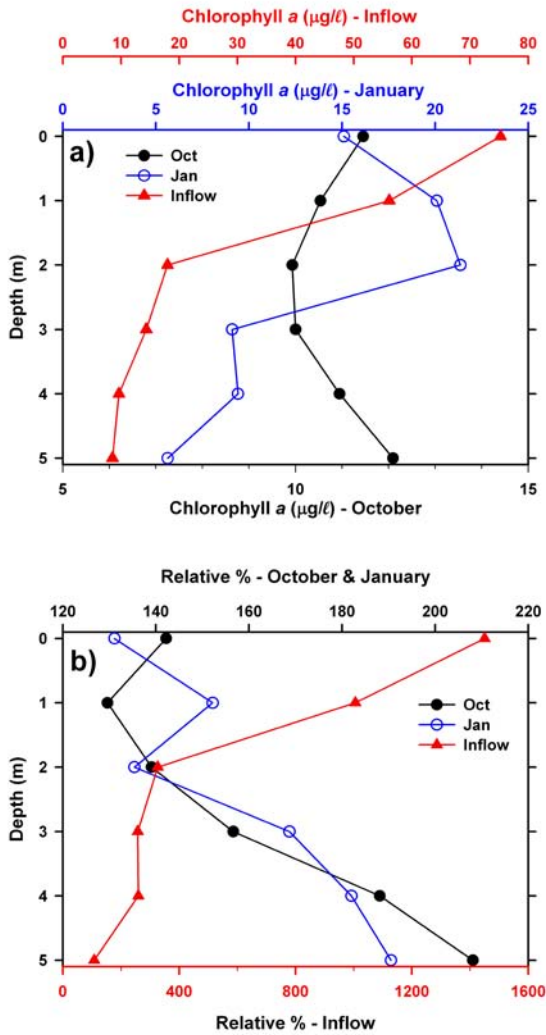 Chlorophyll a (μg/ℓ) - Inflow
0 10 20 30 40 50 60 70 80
Chlorophyll a (μg/ℓ) - January
0 5 10 15 20 25
a)
Oct
Jan
Inflow
Depth (m)
0
1
2
3
4
5
5 10 15
Chlorophyll a (μg/ℓ) - October
Relative % - October & January
120 140 160 180 200 220
b)
Oct
Jan
Inflow
Depth (m)
0
1
2
3
4
5
0 400 800 1200 1600
Relative % - Inflow